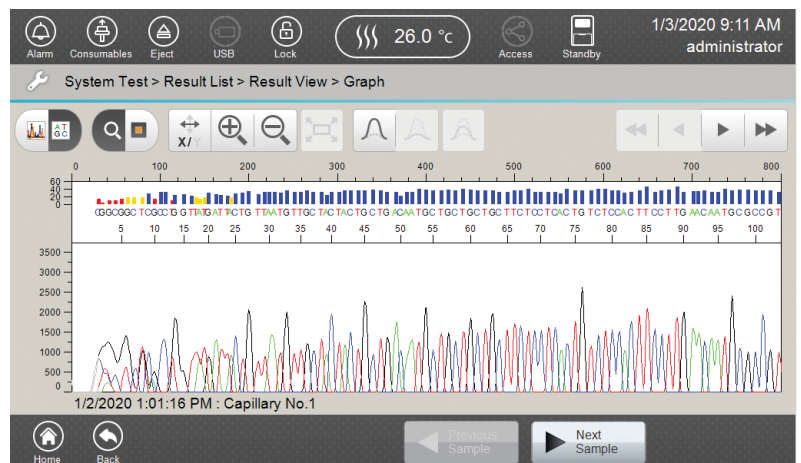 Alarm Consumables Eject USB Lock 26.0 °c Access Standby 1/3/2020 9:11 AM
administrator
System Test > Result List > Result View > Graph
AT
GC
X/Y
0 100 200 300 400 500 600 700 800
60
40
20
0
5 10 15 20 25 30 35 40 45 50 55 60 65 70 75 80 85 90 95 100
3500
3000
2500
2000
1500
1000
500
0
1/2/2020 1:01:16 PM : Capillary No.1
Home Back Previous Sample Next Sample